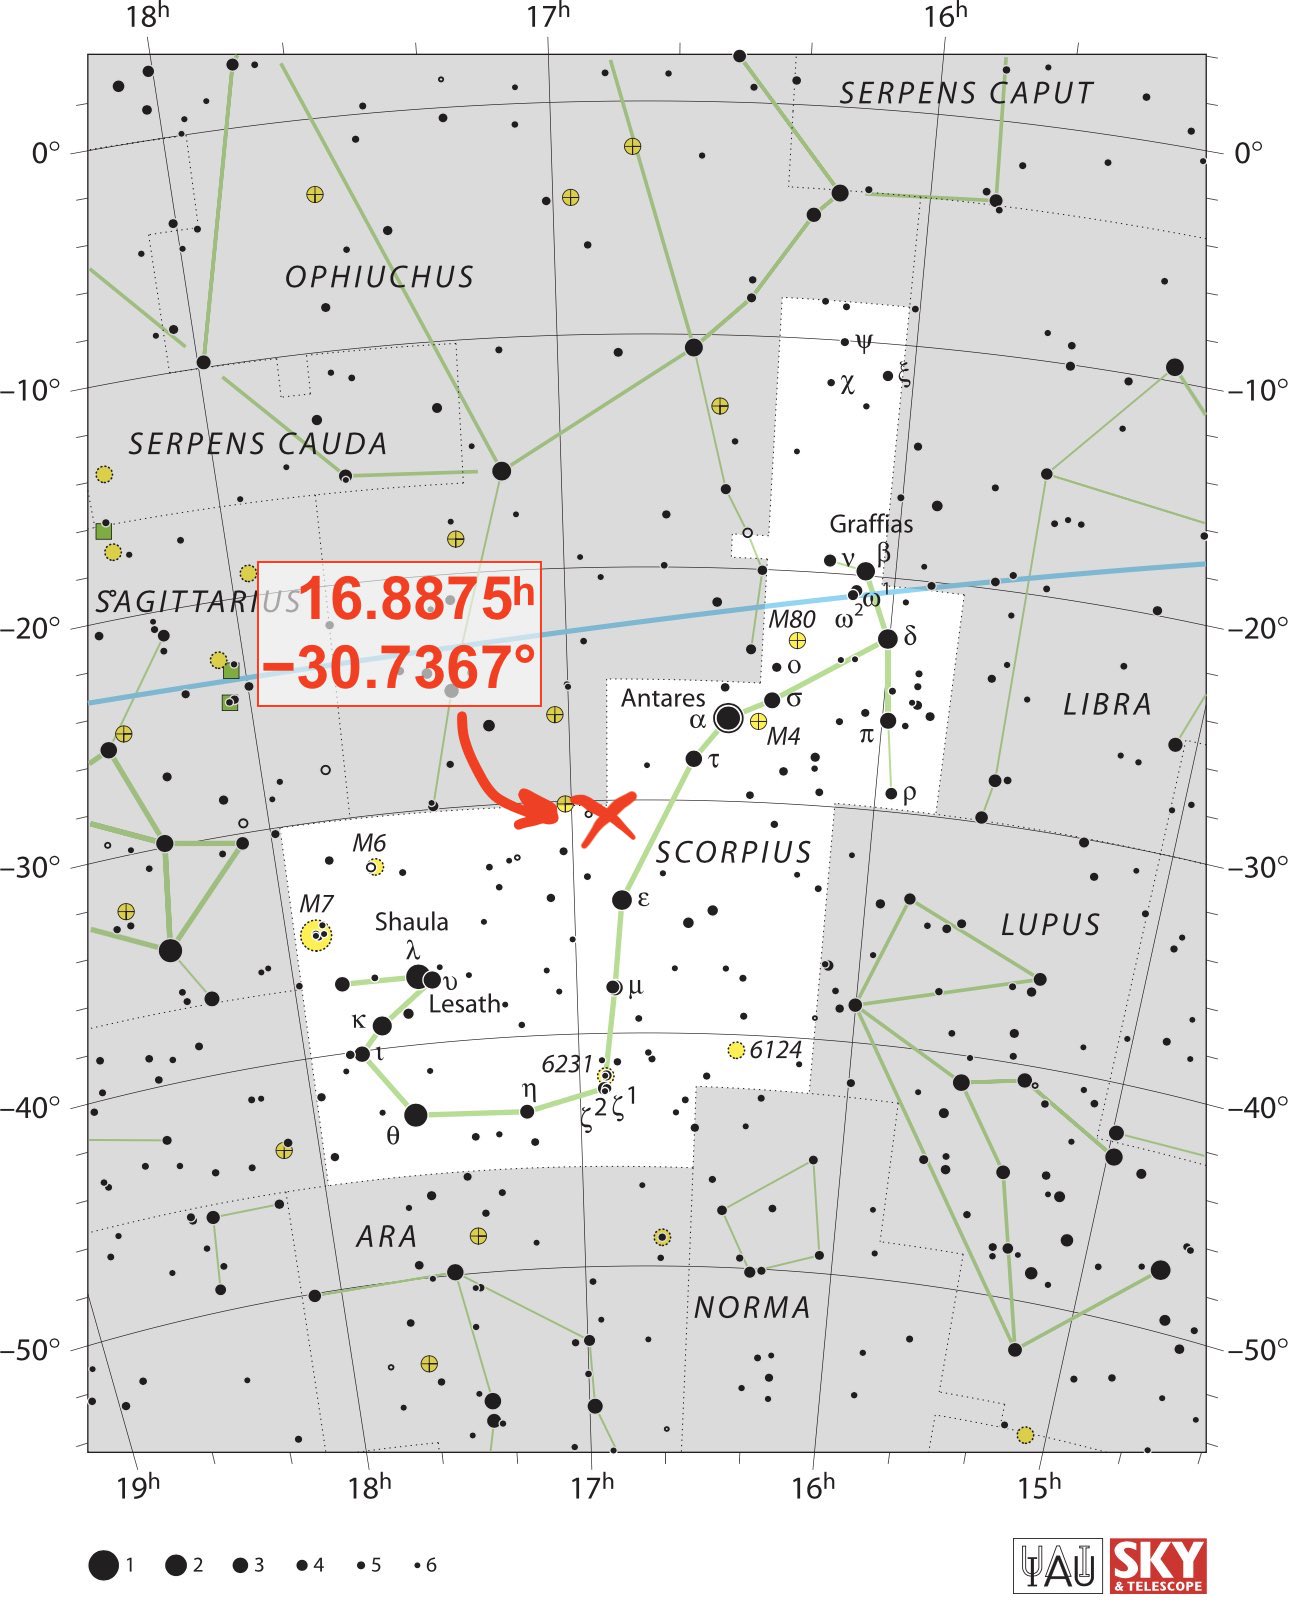 18h
17h
16h
SERPENS CAPUT
0°
0°
OPHIUCHUS
ψ
χ
ξ
–10°
–10°
SERPENS CAUDA
Graffias
ν
β
16.8875h
SAGITTARIUS
ω1
ω2
–20°
–20°
M80
δ
−30.7367°
ο
Antares
σ
LIBRA
α
M4
π
τ
ρ
M6
SCORPIUS
–30°
–30°
M7
ε
Shaula
LUPUS
λ
υ
μ
Lesath
κ
ι
6231
6124
η
ζ2
ζ1
–40°
–40°
θ
ARA
NORMA
–50°
–50°
19h
18h
17h
16h
15h
1
2
3
4
5
6
IAU
SKY
& TELESCOPE